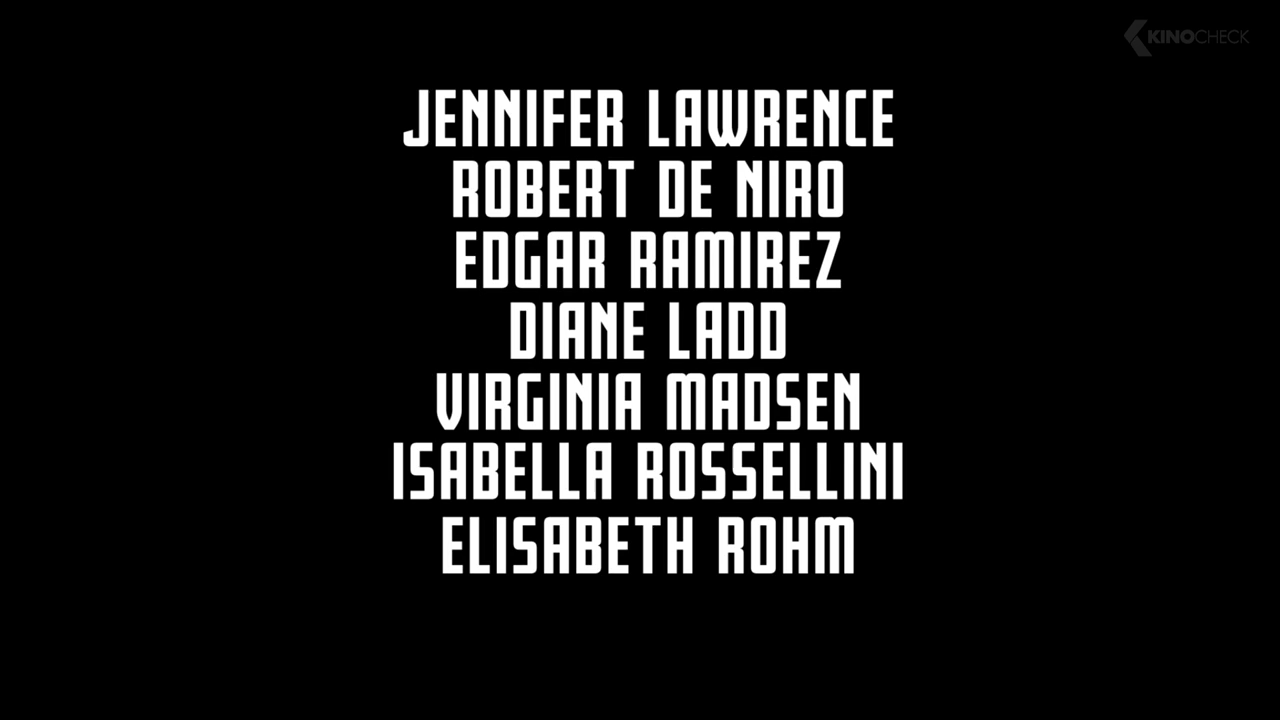 KINOCHECK
JENNIFER LAWRENCE
ROBERT DE NIRO
EDGAR RAMIREZ
DIANE LADD
VIRGINIA MADSEN
ISABELLA ROSSELLINI
ELISABETH ROHM